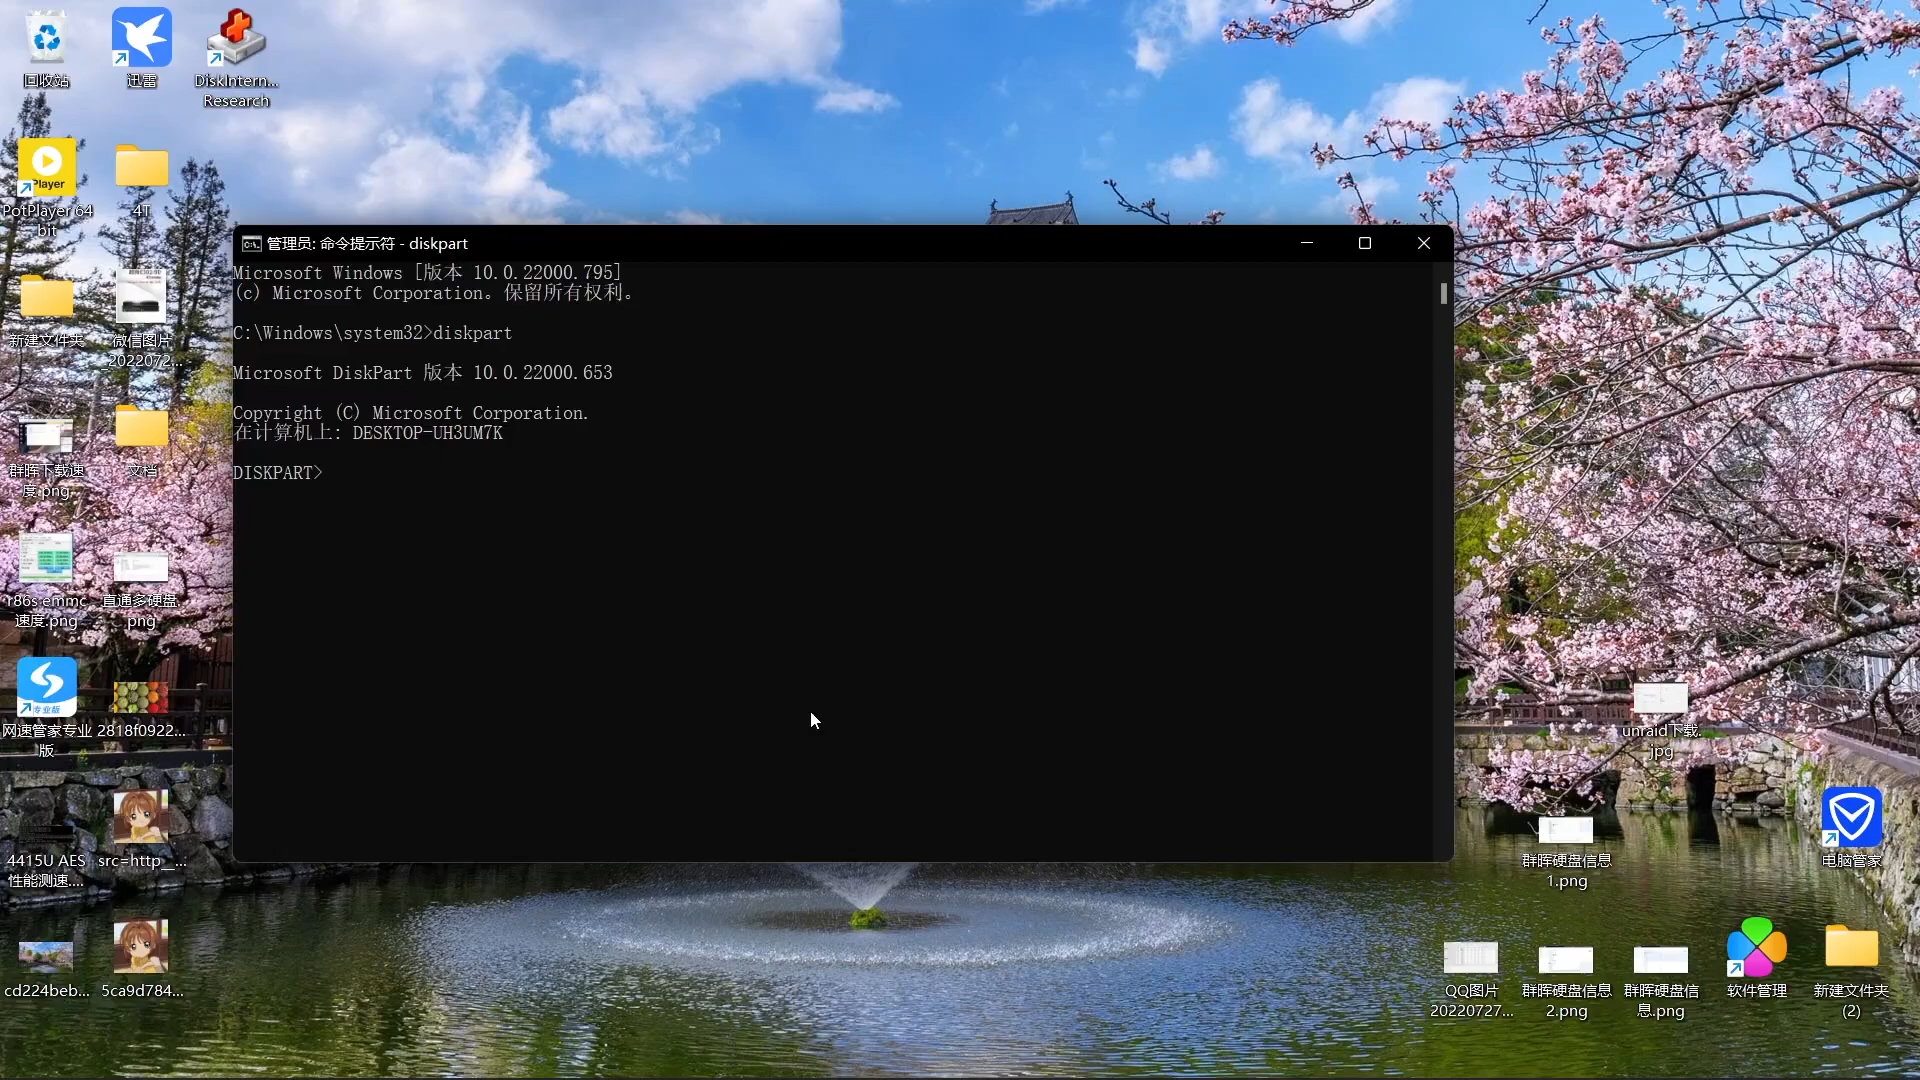 回收站
迅雷
DiskIntern...
Research
Player
PotPlayer 64
bit
4T
新建文件夹
微信图片
_2022072...
群晖下载速
度.png
文档
r86s emmc
速度.png
直通多硬盘.
png
专业版
网速管家专业
版
2818f0922...
4415U AES
性能测速....
src=http__...
cd224beb...
5ca9d784...
管理员: 命令提示符 - diskpart
Microsoft Windows [版本 10.0.22000.795]
(c) Microsoft Corporation。保留所有权利。
C:\Windows\system32>diskpart
Microsoft DiskPart 版本 10.0.22000.653
Copyright (C) Microsoft Corporation.
在计算机上: DESKTOP-UH3UM7K
DISKPART>
unraid下载.
jpg
群晖硬盘信息
1.png
电脑管家
QQ图片
20220727...
群晖硬盘信息
2.png
群晖硬盘信
息.png
软件管理
新建文件夹
(2)